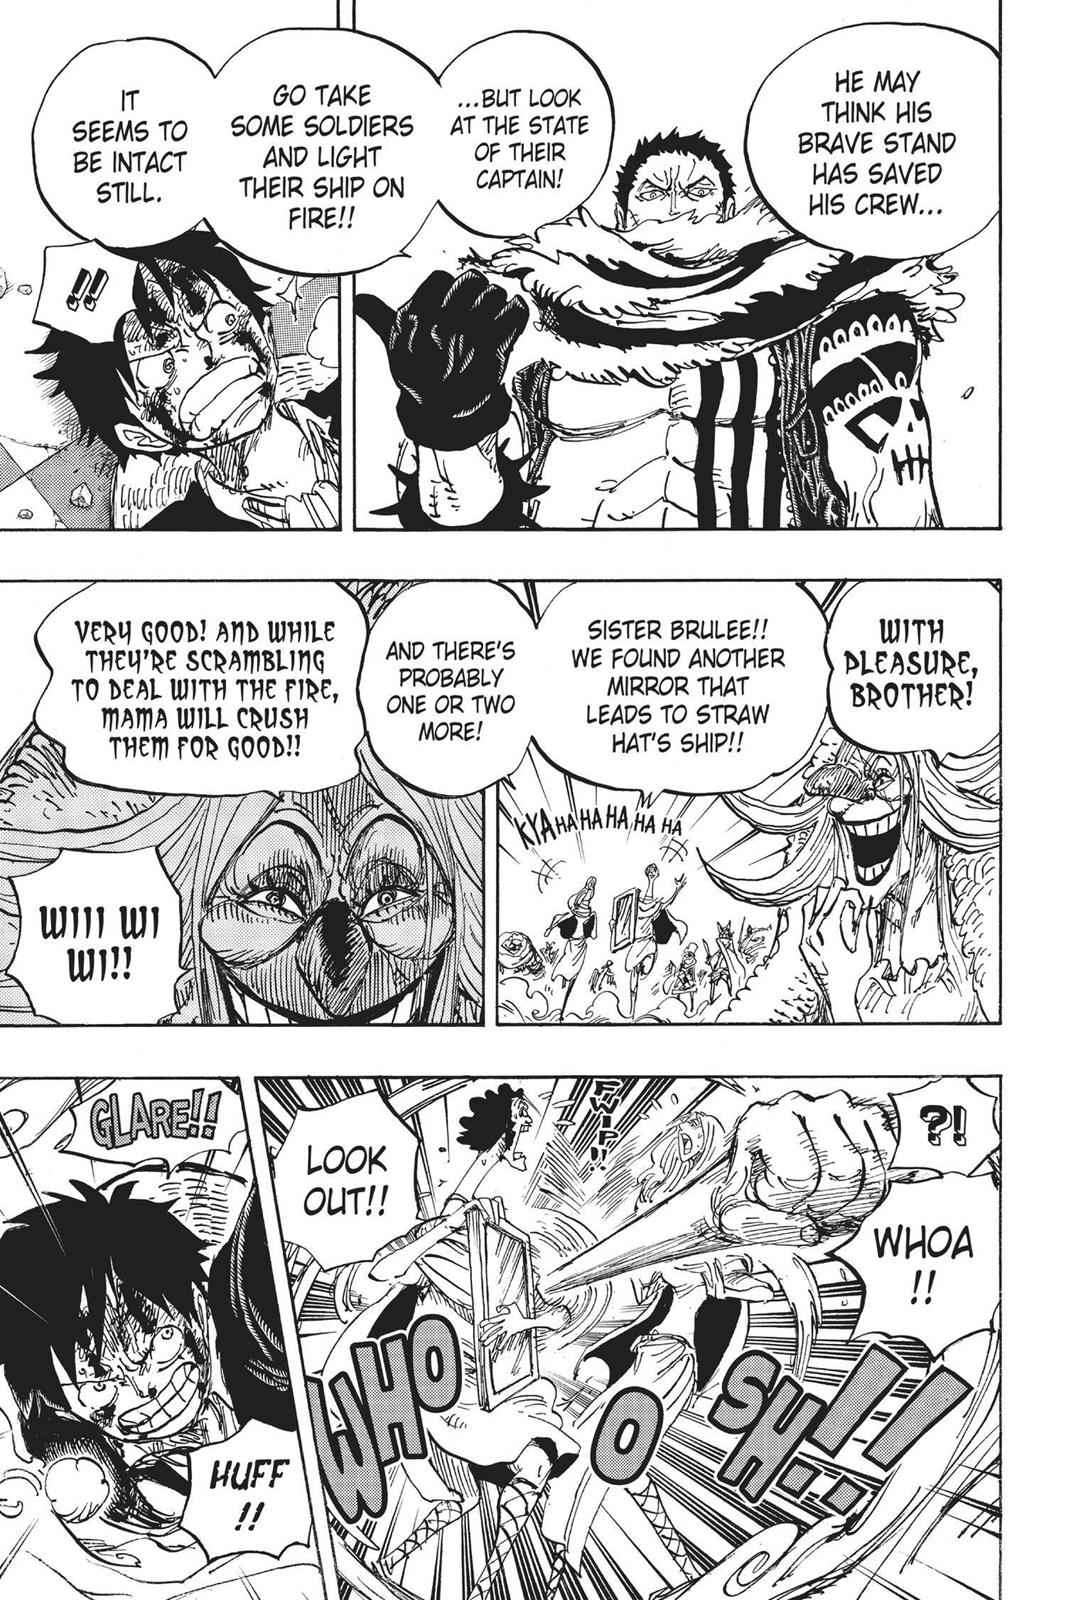 HE MAY
THINK HIS
BRAVE STAND
HAS SAVED
HIS CREW...
...BUT LOOK
AT THE STATE
OF THEIR
CAPTAIN!
GO TAKE
SOME SOLDIERS
AND LIGHT
THEIR SHIP ON
FIRE!!
IT
SEEMS TO
BE INTACT
STILL.
!!
WITH
PLEASURE,
BROTHER!
SISTER BRULEE!!
WE FOUND ANOTHER
MIRROR THAT
LEADS TO STRAW
HAT'S SHIP!!
KYA HA HA HA HA HA
AND THERE'S
PROBABLY
ONE OR TWO
MORE!
VERY GOOD! AND WHILE
THEY'RE SCRAMBLING
TO DEAL WITH THE FIRE,
MAMA WILL CRUSH
THEM FOR GOOD!!
WIII WI
WI!!
?!
WHOA
!!
FWIP!!
LOOK
OUT!!
WHOOOSH!!
GLARE!!
HUFF
!!